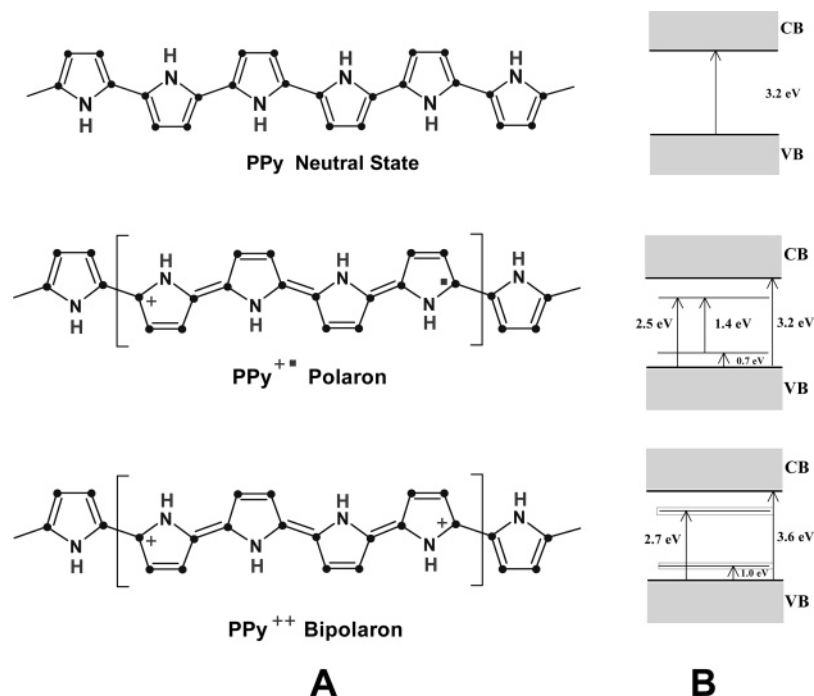 H H H
N N N
N N N
H H H
PPy Neutral State
CB
3.2 eV
VB
H H H
N N N
+ ■
N N N
H H H
PPy +■ Polaron
CB
2.5 eV 1.4 eV 3.2 eV
0.7 eV
VB
H H H
N N N
+ +
N N N
H H H
PPy ++ Bipolaron
CB
2.7 eV 3.6 eV
1.0 eV
VB
A B